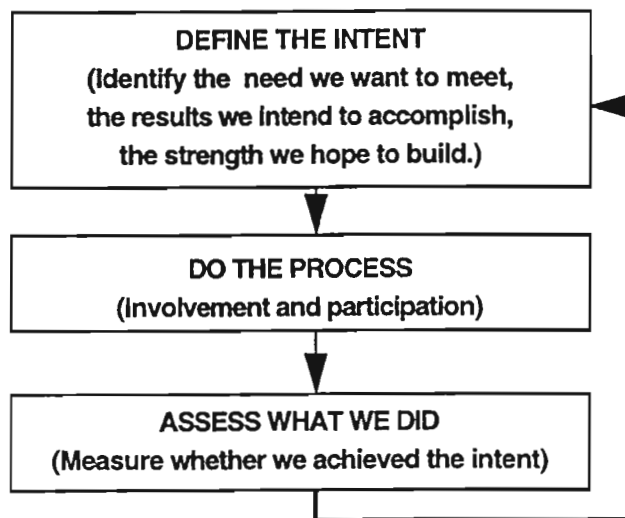 DEFINE THE INTENT
(Identify the need we want to meet,
the results we intend to accomplish,
the strength we hope to build.)
DO THE PROCESS
(Involvement and participation)
ASSESS WHAT WE DID
(Measure whether we achieved the intent)